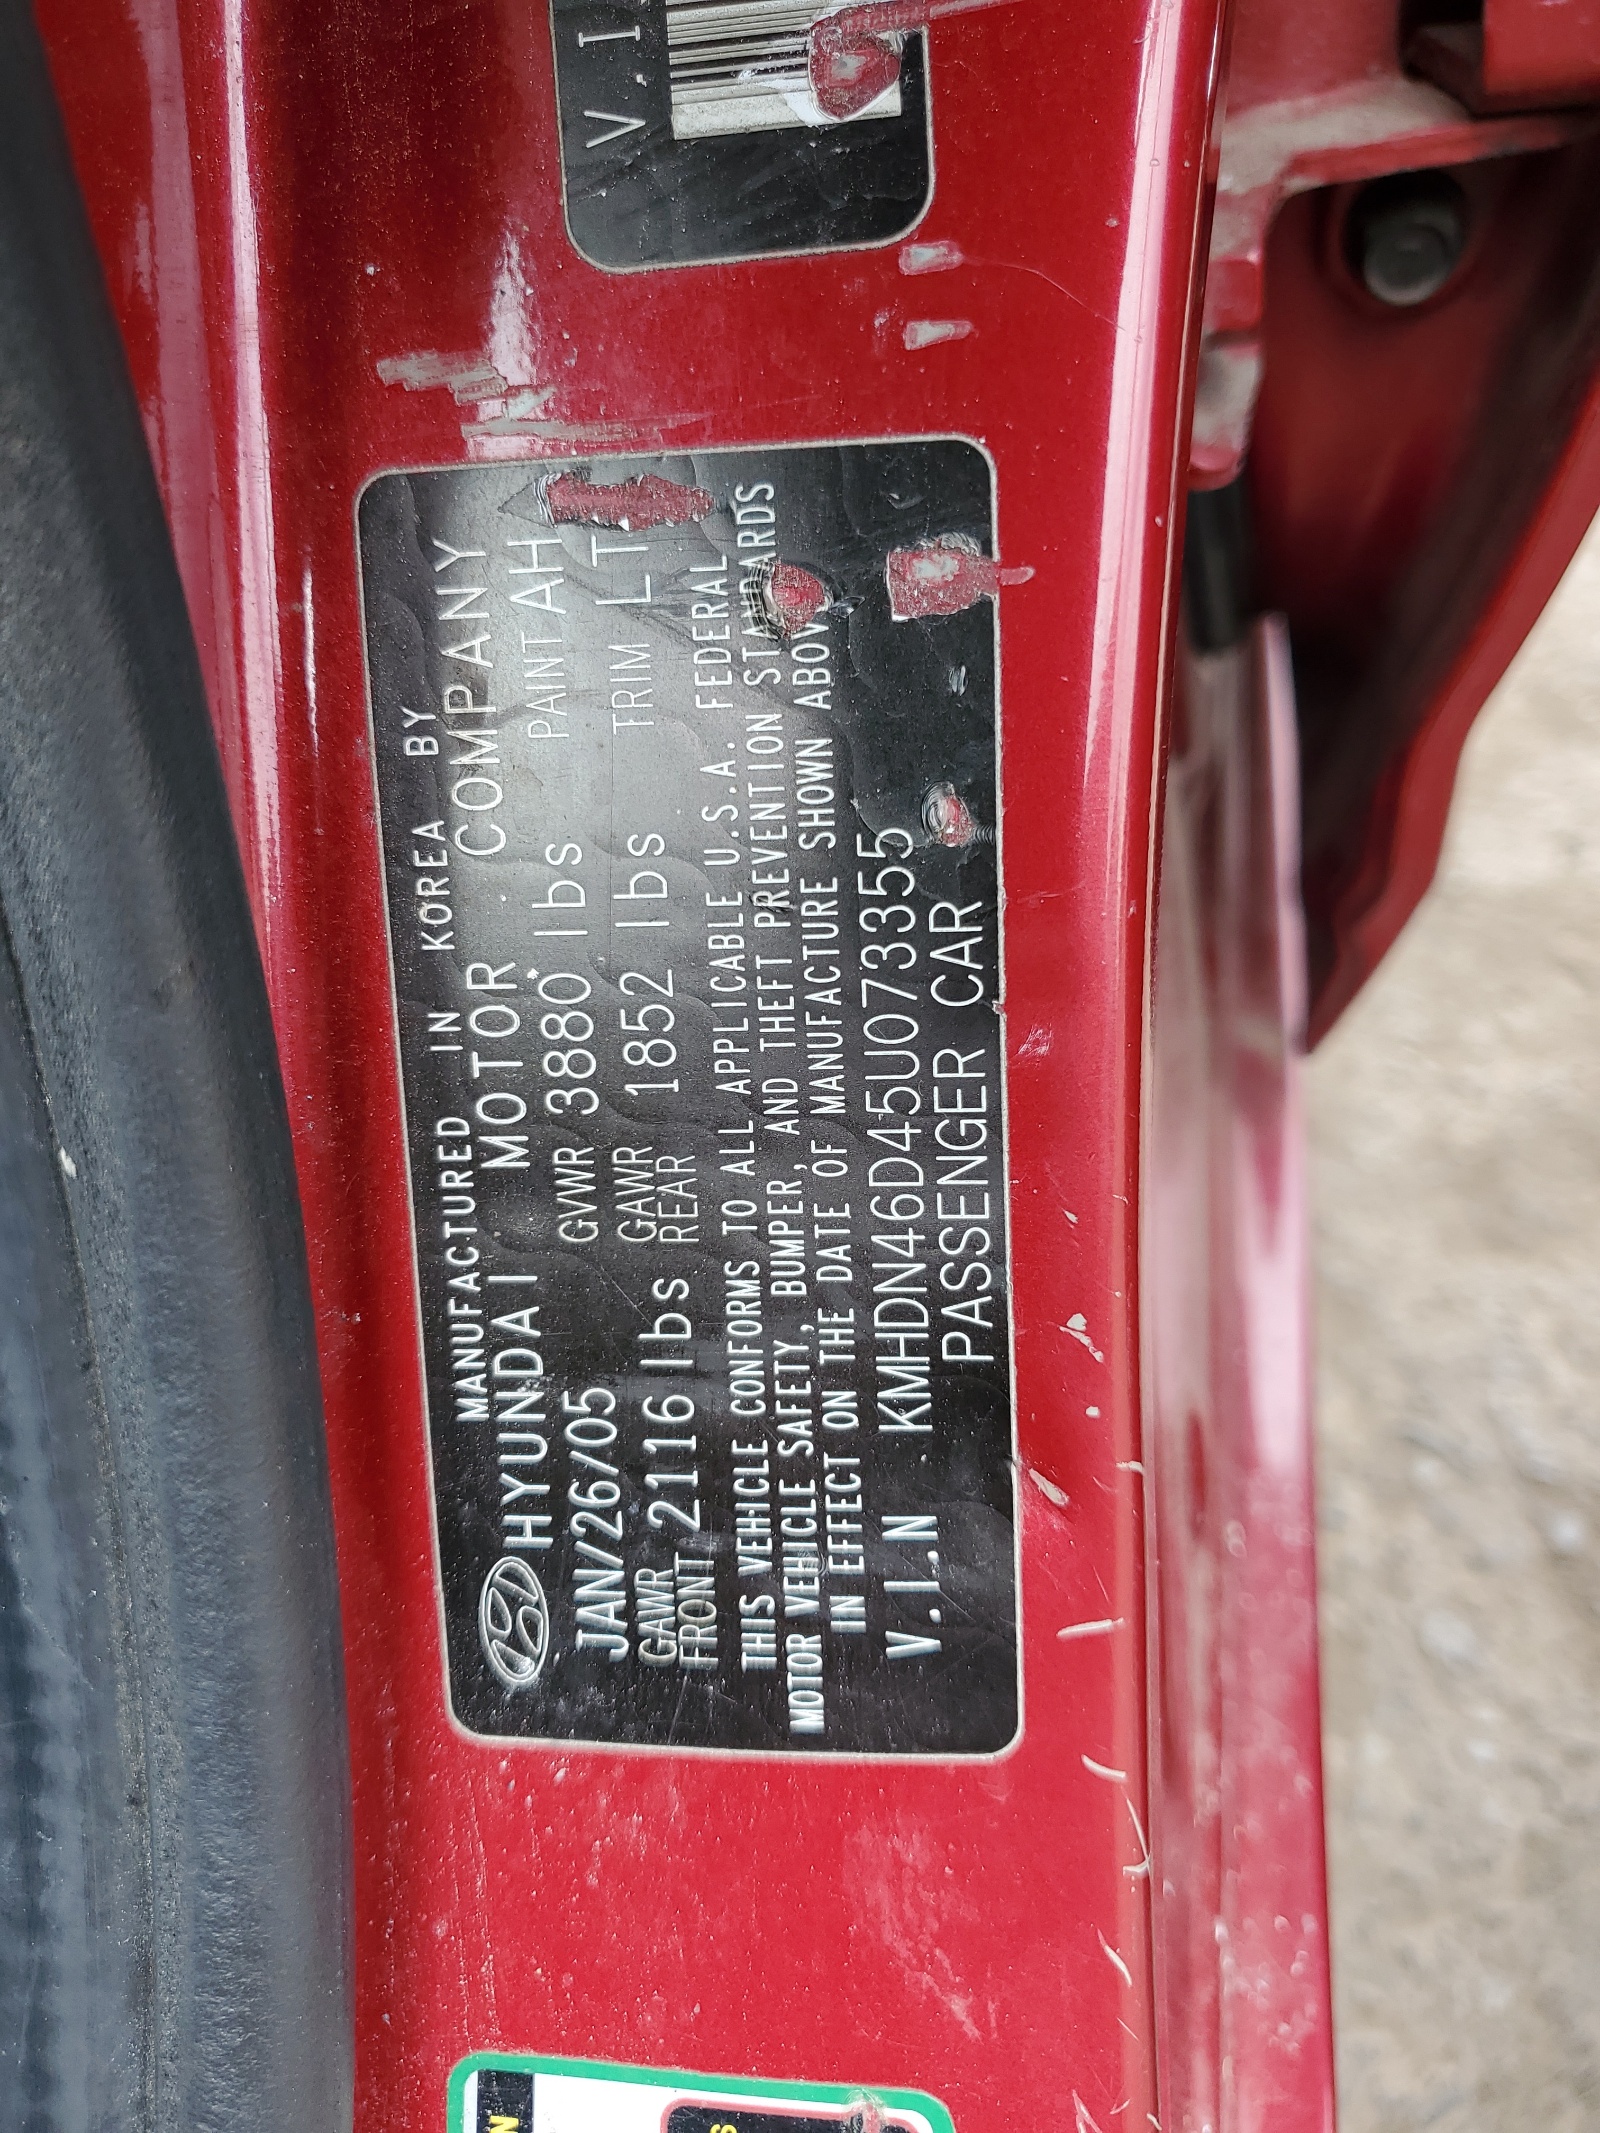 V.I
MANUFACTURED IN KOREA BY
HYUNDAI MOTOR COMPANY
JAN/26/05 GVWR 3880 lbs PAINT AH
GAWR FRONT 2116 lbs GAWR REAR 1852 lbs TRIM LT
THIS VEHICLE CONFORMS TO ALL APPLICABLE U.S.A. FEDERAL
MOTOR VEHICLE SAFETY, BUMPER, AND THEFT PREVENTION STANDARDS
IN EFFECT ON THE DATE OF MANUFACTURE SHOWN ABOV
V.I.N KMHDN46D45U073355
PASSENGER CAR